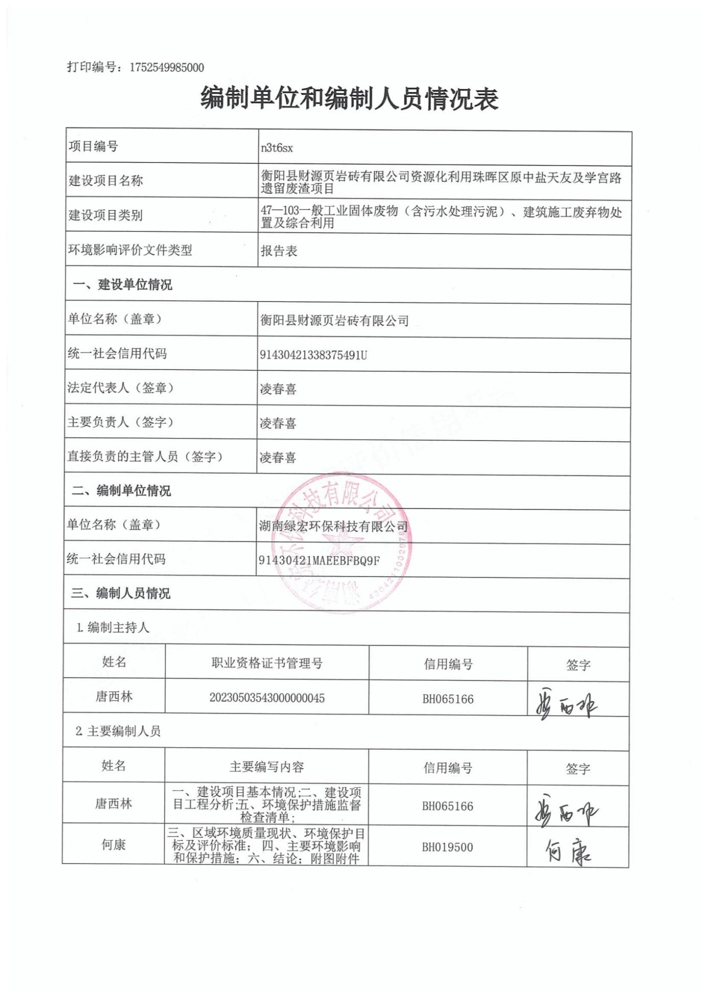 打印编号：1752549985000
编制单位和编制人员情况表
项目编号 n3t6sx
建设项目名称 衡阳县财源页岩砖有限公司资源化利用珠晖区原中盐天友及学宫路
遗留废渣项目
建设项目类别 47—103一般工业固体废物（含污水处理污泥）、建筑施工废弃物处
置及综合利用
环境影响评价文件类型 报告表
一、建设单位情况
单位名称（盖章） 衡阳县财源页岩砖有限公司
统一社会信用代码 91430421338375491U
法定代表人（签章） 凌春喜
主要负责人（签字） 凌春喜
直接负责的主管人员（签字） 凌春喜
二、编制单位情况
单位名称（盖章） 湖南绿宏环保科技有限公司
统一社会信用代码 91430421MAEEBFBQ9F
三、编制人员情况
1.编制主持人
姓名 职业资格证书管理号 信用编号 签字
唐西林 20230503543000000045 BH065166 唐西林
2.主要编制人员
姓名 主要编写内容 信用编号 签字
唐西林 一、建设项目基本情况;二、建设项
目工程分析;五、环境保护措施监督
检查清单; BH065166 唐西林
何康 三、区域环境质量现状、环境保护目
标及评价标准； 四、主要环境影响
和保护措施；六、结论；附图附件 BH019500 何康